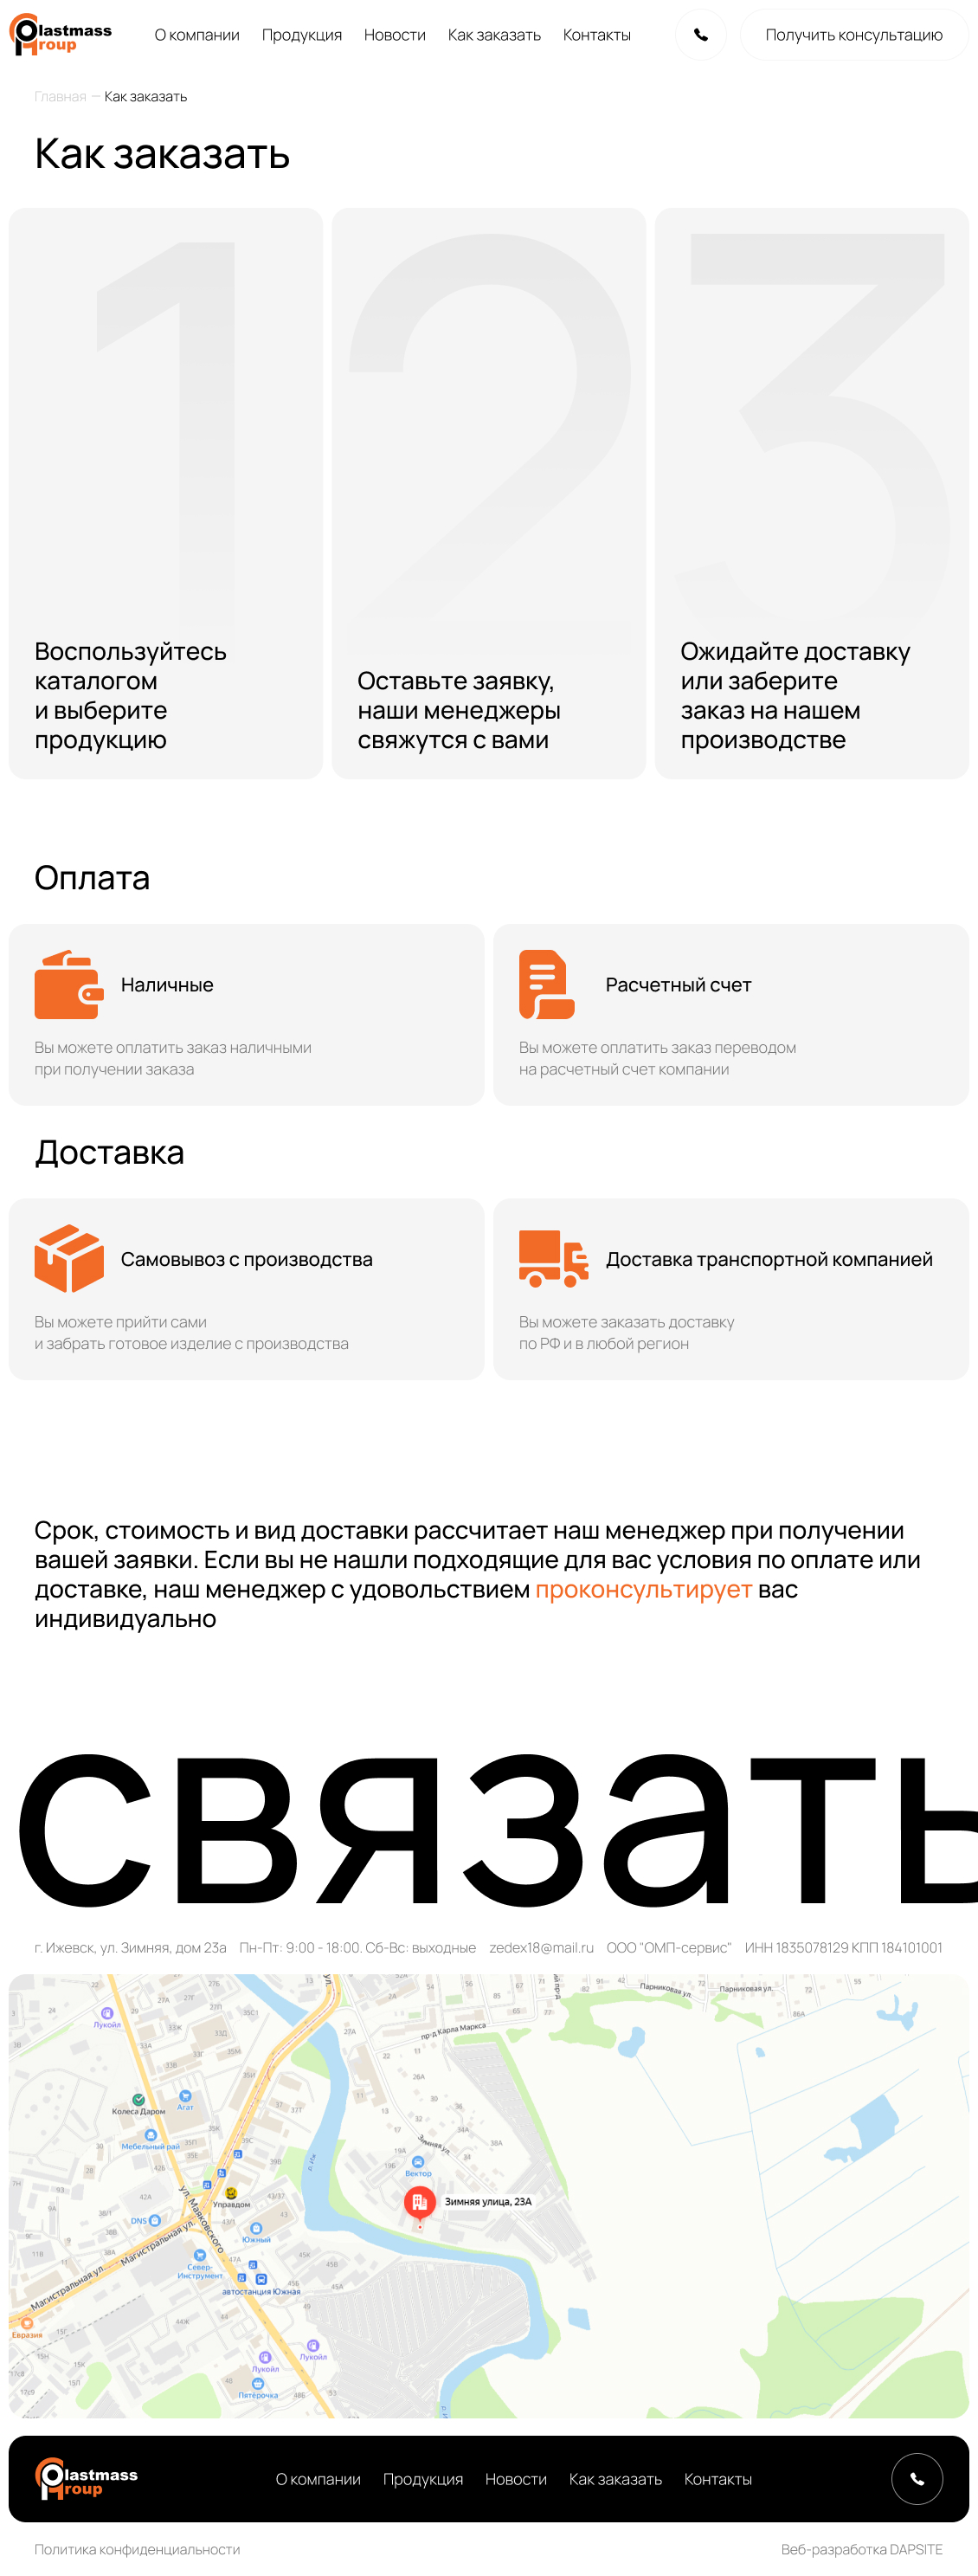 Plastmass
Group
О компании Продукция Новости Как заказать Контакты
Получить консультацию
Главная — Как заказать
Как заказать
1
Воспользуйтесь
каталогом
и выберите
продукцию
2
Оставьте заявку,
наши менеджеры
свяжутся с вами
3
Ожидайте доставку
или заберите
заказ на нашем
производстве
Оплата
Наличные
Вы можете оплатить заказ наличными
при получении заказа
Расчетный счет
Вы можете оплатить заказ переводом
на расчетный счет компании
Доставка
Самовывоз с производства
Вы можете прийти сами
и забрать готовое изделие с производства
Доставка транспортной компанией
Вы можете заказать доставку
по РФ и в любой регион
Срок, стоимость и вид доставки рассчитает наш менеджер при получении
вашей заявки. Если вы не нашли подходящие для вас условия по оплате или
доставке, наш менеджер с удовольствием проконсультирует вас
индивидуально
связать
г. Ижевск, ул. Зимняя, дом 23а Пн-Пт: 9:00 - 18:00. Сб-Вс: выходные zedex18@mail.ru ООО "ОМП-сервис" ИНН 1835078129 КПП 184101001
Парниковая ул.
Парниковая ул.
Лукойл
пр-д Карла Маркса
Колеса Даром
Агат
Мебельный рай
Зимняя ул.
Вектор
Управдом
Зимняя улица, 23А
ул. Маяковского
DNS
Южный
Магистральная ул.
Север-
Инструмент
автостанция Южная
Магистральная ул.
Евразия
Лукойл
Лукойл
Пятёрочка
Plastmass
Group
О компании Продукция Новости Как заказать Контакты
Политика конфиденциальности
Веб-разработка DAPSITE